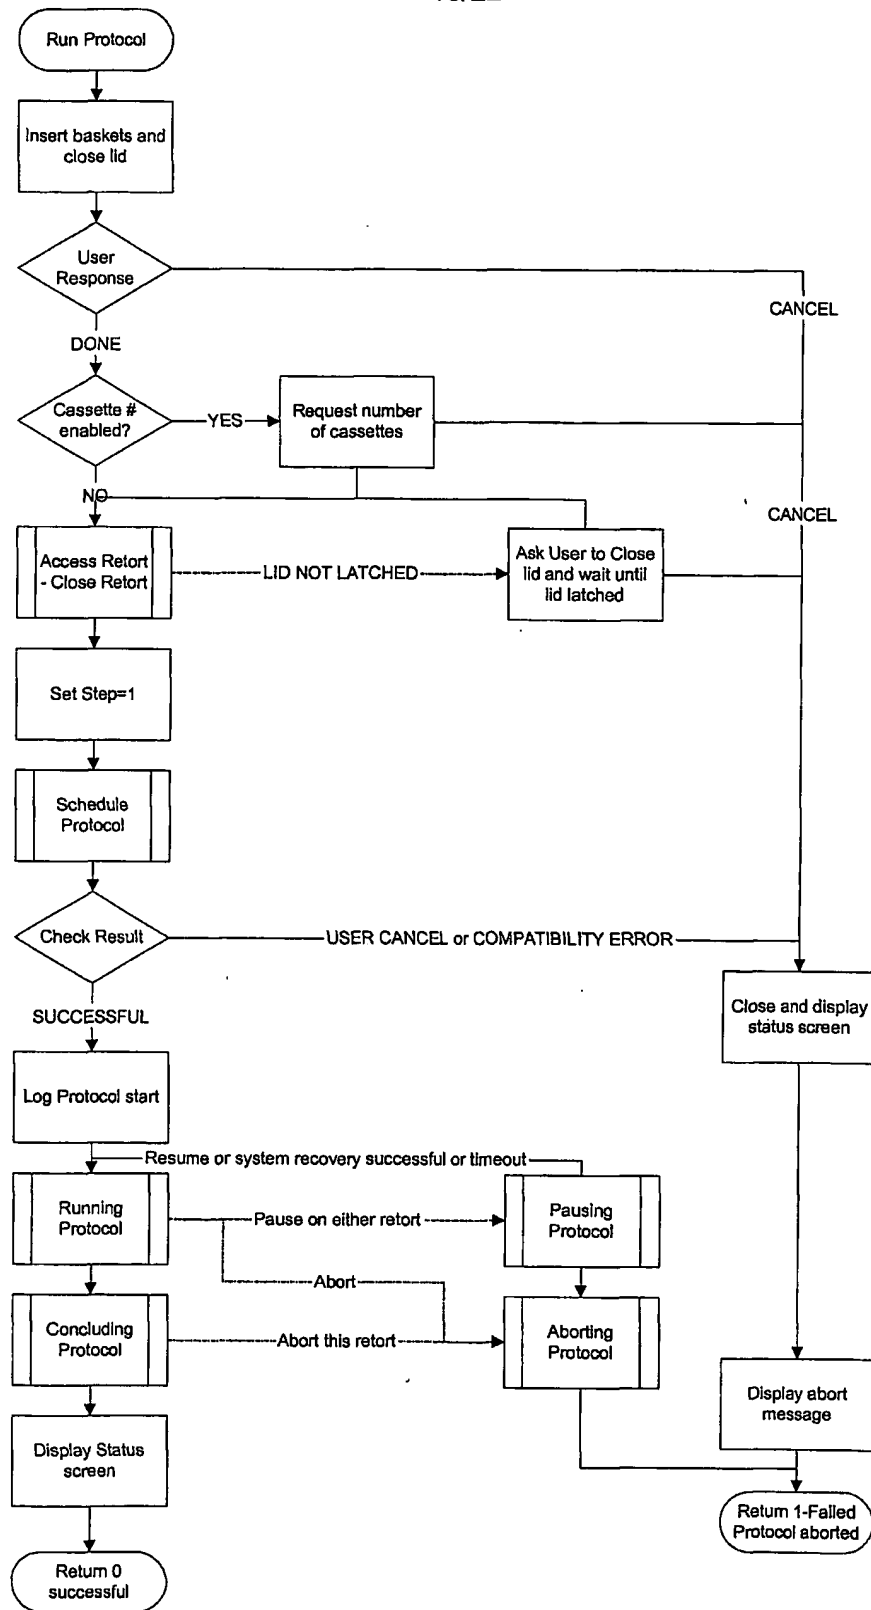 Run Protocol
Insert baskets and
close lid
User
Response
CANCEL
DONE
Cassette #
enabled?
YES
Request number
of cassettes
NO
CANCEL
Access Retort
- Close Retort
LID NOT LATCHED
Ask User to Close
lid and wait until
lid latched
Set Step=1
Schedule
Protocol
Check Result
USER CANCEL or COMPATIBILITY ERROR
SUCCESSFUL
Close and display
status screen
Log Protocol start
Resume or system recovery successful or timeout
Running
Protocol
Pause on either retort
Pausing
Protocol
Abort
Concluding
Protocol
Abort this retort
Aborting
Protocol
Display abort
message
Display Status
screen
Return 1-Failed
Protocol aborted
Return 0
successful